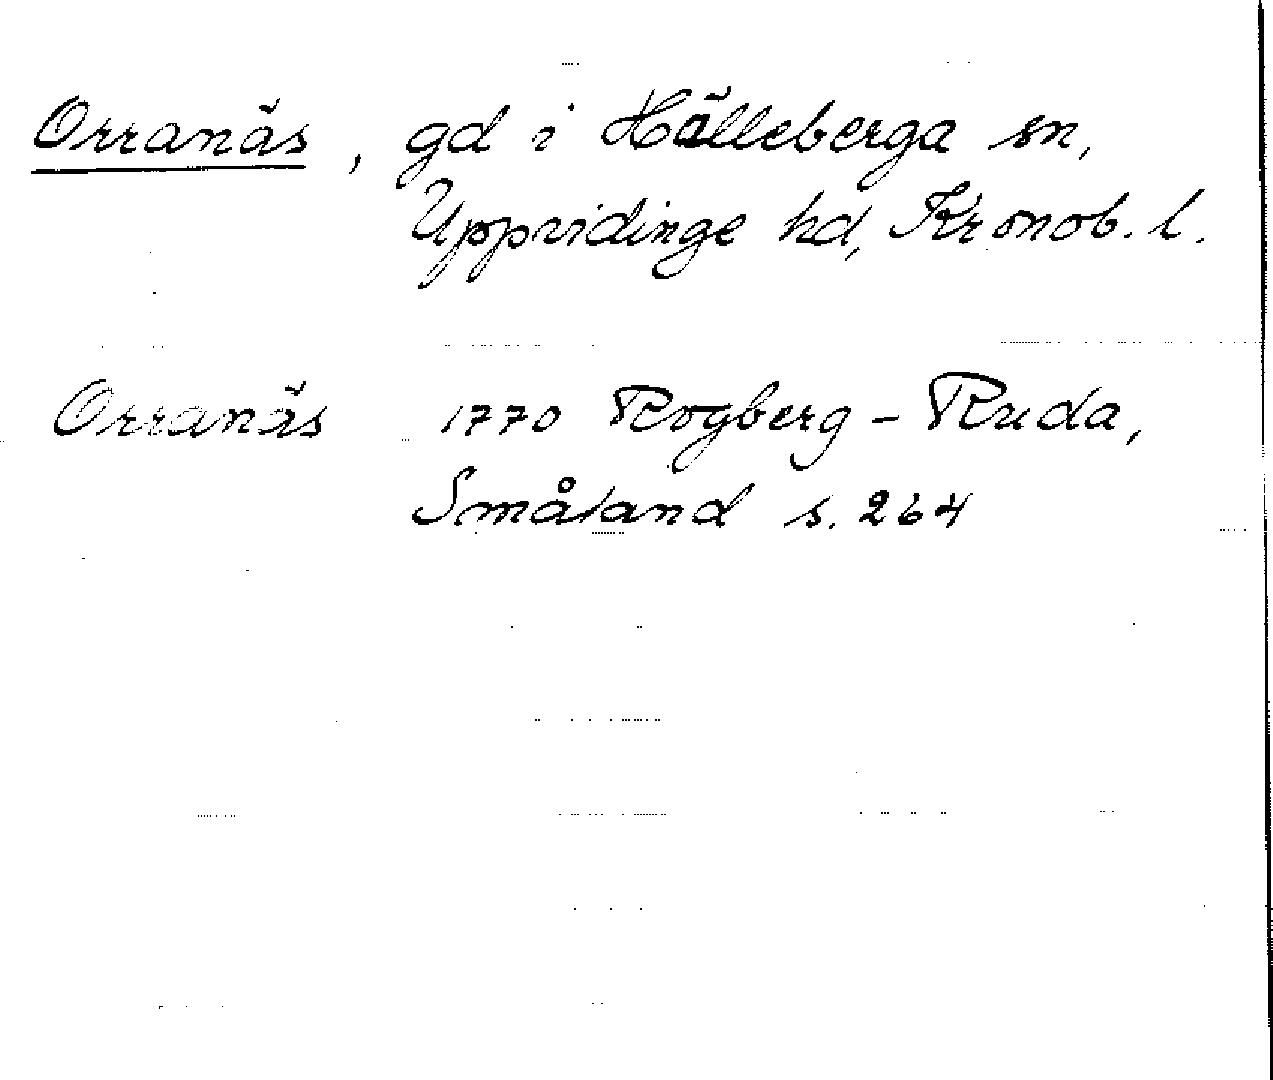 Orranäs, gd i Hälleberga sn,
Uppvidinge hd, Kronob. l.
Orranäs 1770 Rogberg - Ruda,
Småland s. 264